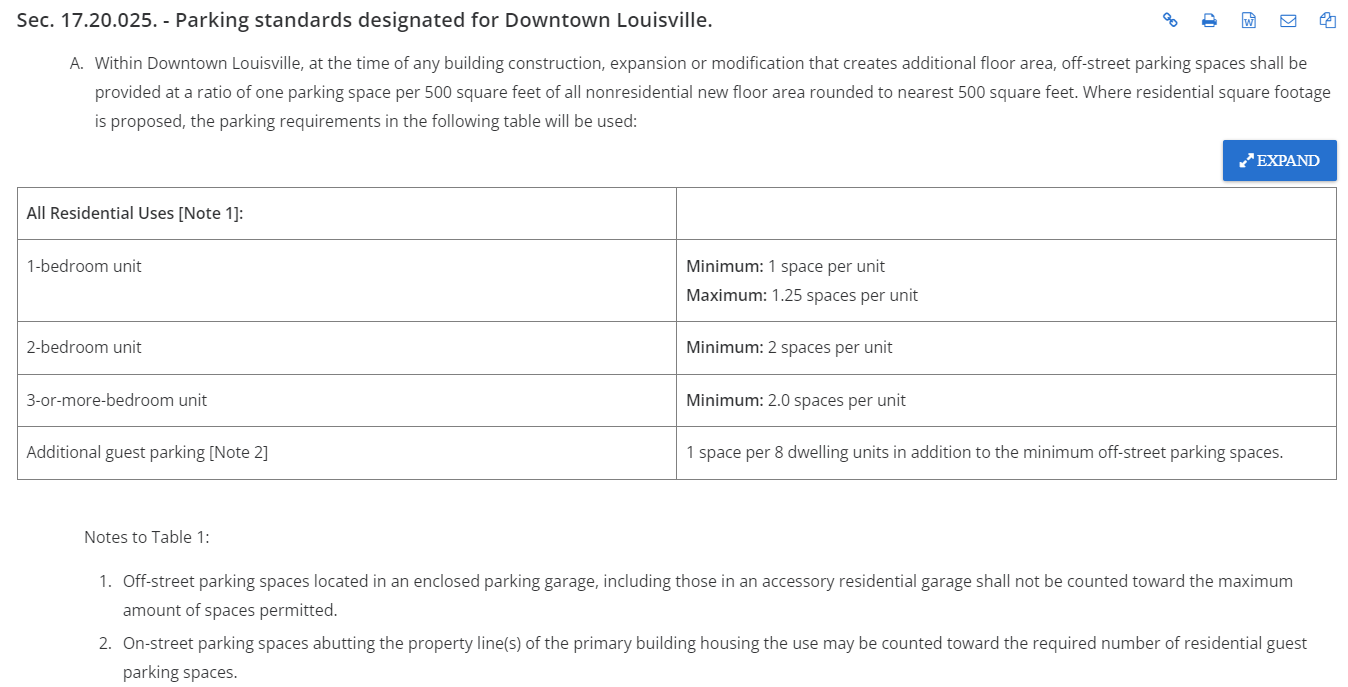 Sec. 17.20.025. - Parking standards designated for Downtown Louisville.
A. Within Downtown Louisville, at the time of any building construction, expansion or modification that creates additional floor area, off-street parking spaces shall be
provided at a ratio of one parking space per 500 square feet of all nonresidential new floor area rounded to nearest 500 square feet. Where residential square footage
is proposed, the parking requirements in the following table will be used:
EXPAND
All Residential Uses [Note 1]:
1-bedroom unit
Minimum: 1 space per unit
Maximum: 1.25 spaces per unit
2-bedroom unit
Minimum: 2 spaces per unit
3-or-more-bedroom unit
Minimum: 2.0 spaces per unit
Additional guest parking [Note 2]
1 space per 8 dwelling units in addition to the minimum off-street parking spaces.
Notes to Table 1:
1. Off-street parking spaces located in an enclosed parking garage, including those in an accessory residential garage shall not be counted toward the maximum
amount of spaces permitted.
2. On-street parking spaces abutting the property line(s) of the primary building housing the use may be counted toward the required number of residential guest
parking spaces.